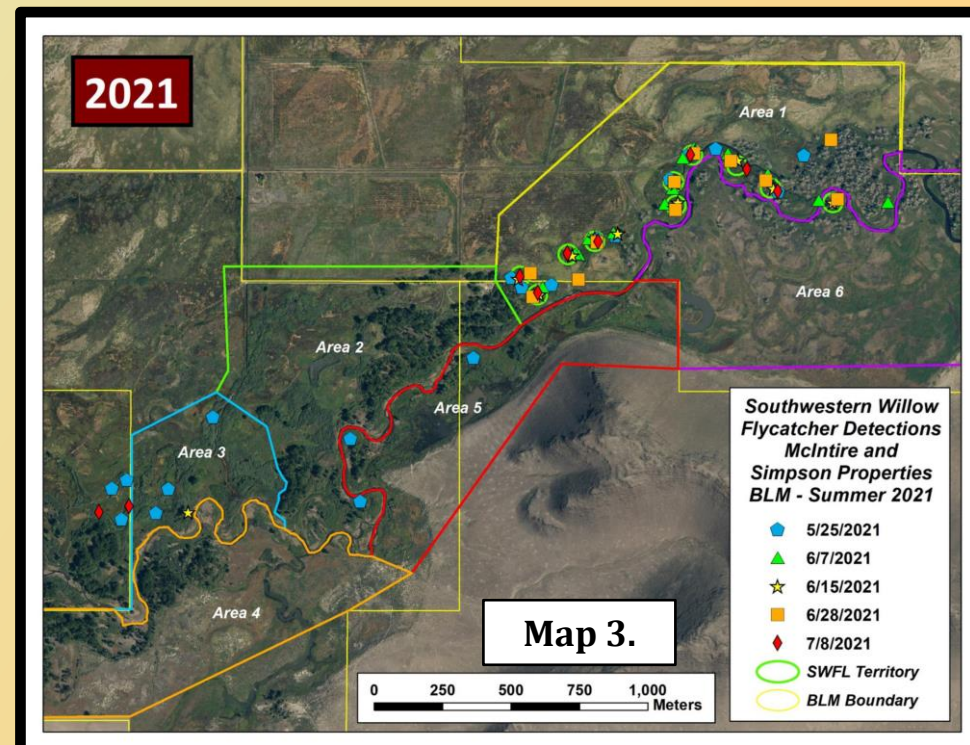 2021
Area 1
Area 6
Area 2
Area 5
Area 3
Area 4
Southwestern Willow
Flycatcher Detections
McIntire and
Simpson Properties
BLM - Summer 2021
5/25/2021
6/7/2021
6/15/2021
6/28/2021
7/8/2021
SWFL Territory
BLM Boundary
Map 3.
0 250 500 750 1,000
Meters